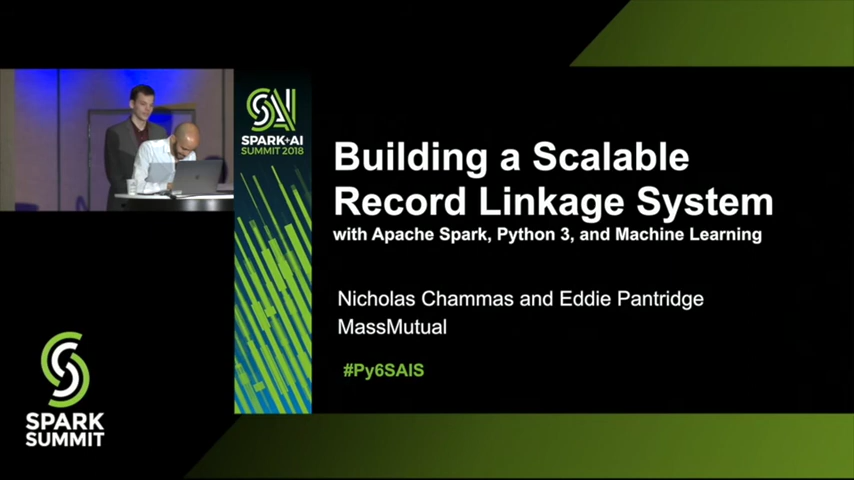 SPARK+AI
SUMMIT 2018
Building a Scalable
Record Linkage System
with Apache Spark, Python 3, and Machine Learning
Nicholas Chammas and Eddie Pantridge
MassMutual
#Py6SAIS
SPARK
SUMMIT